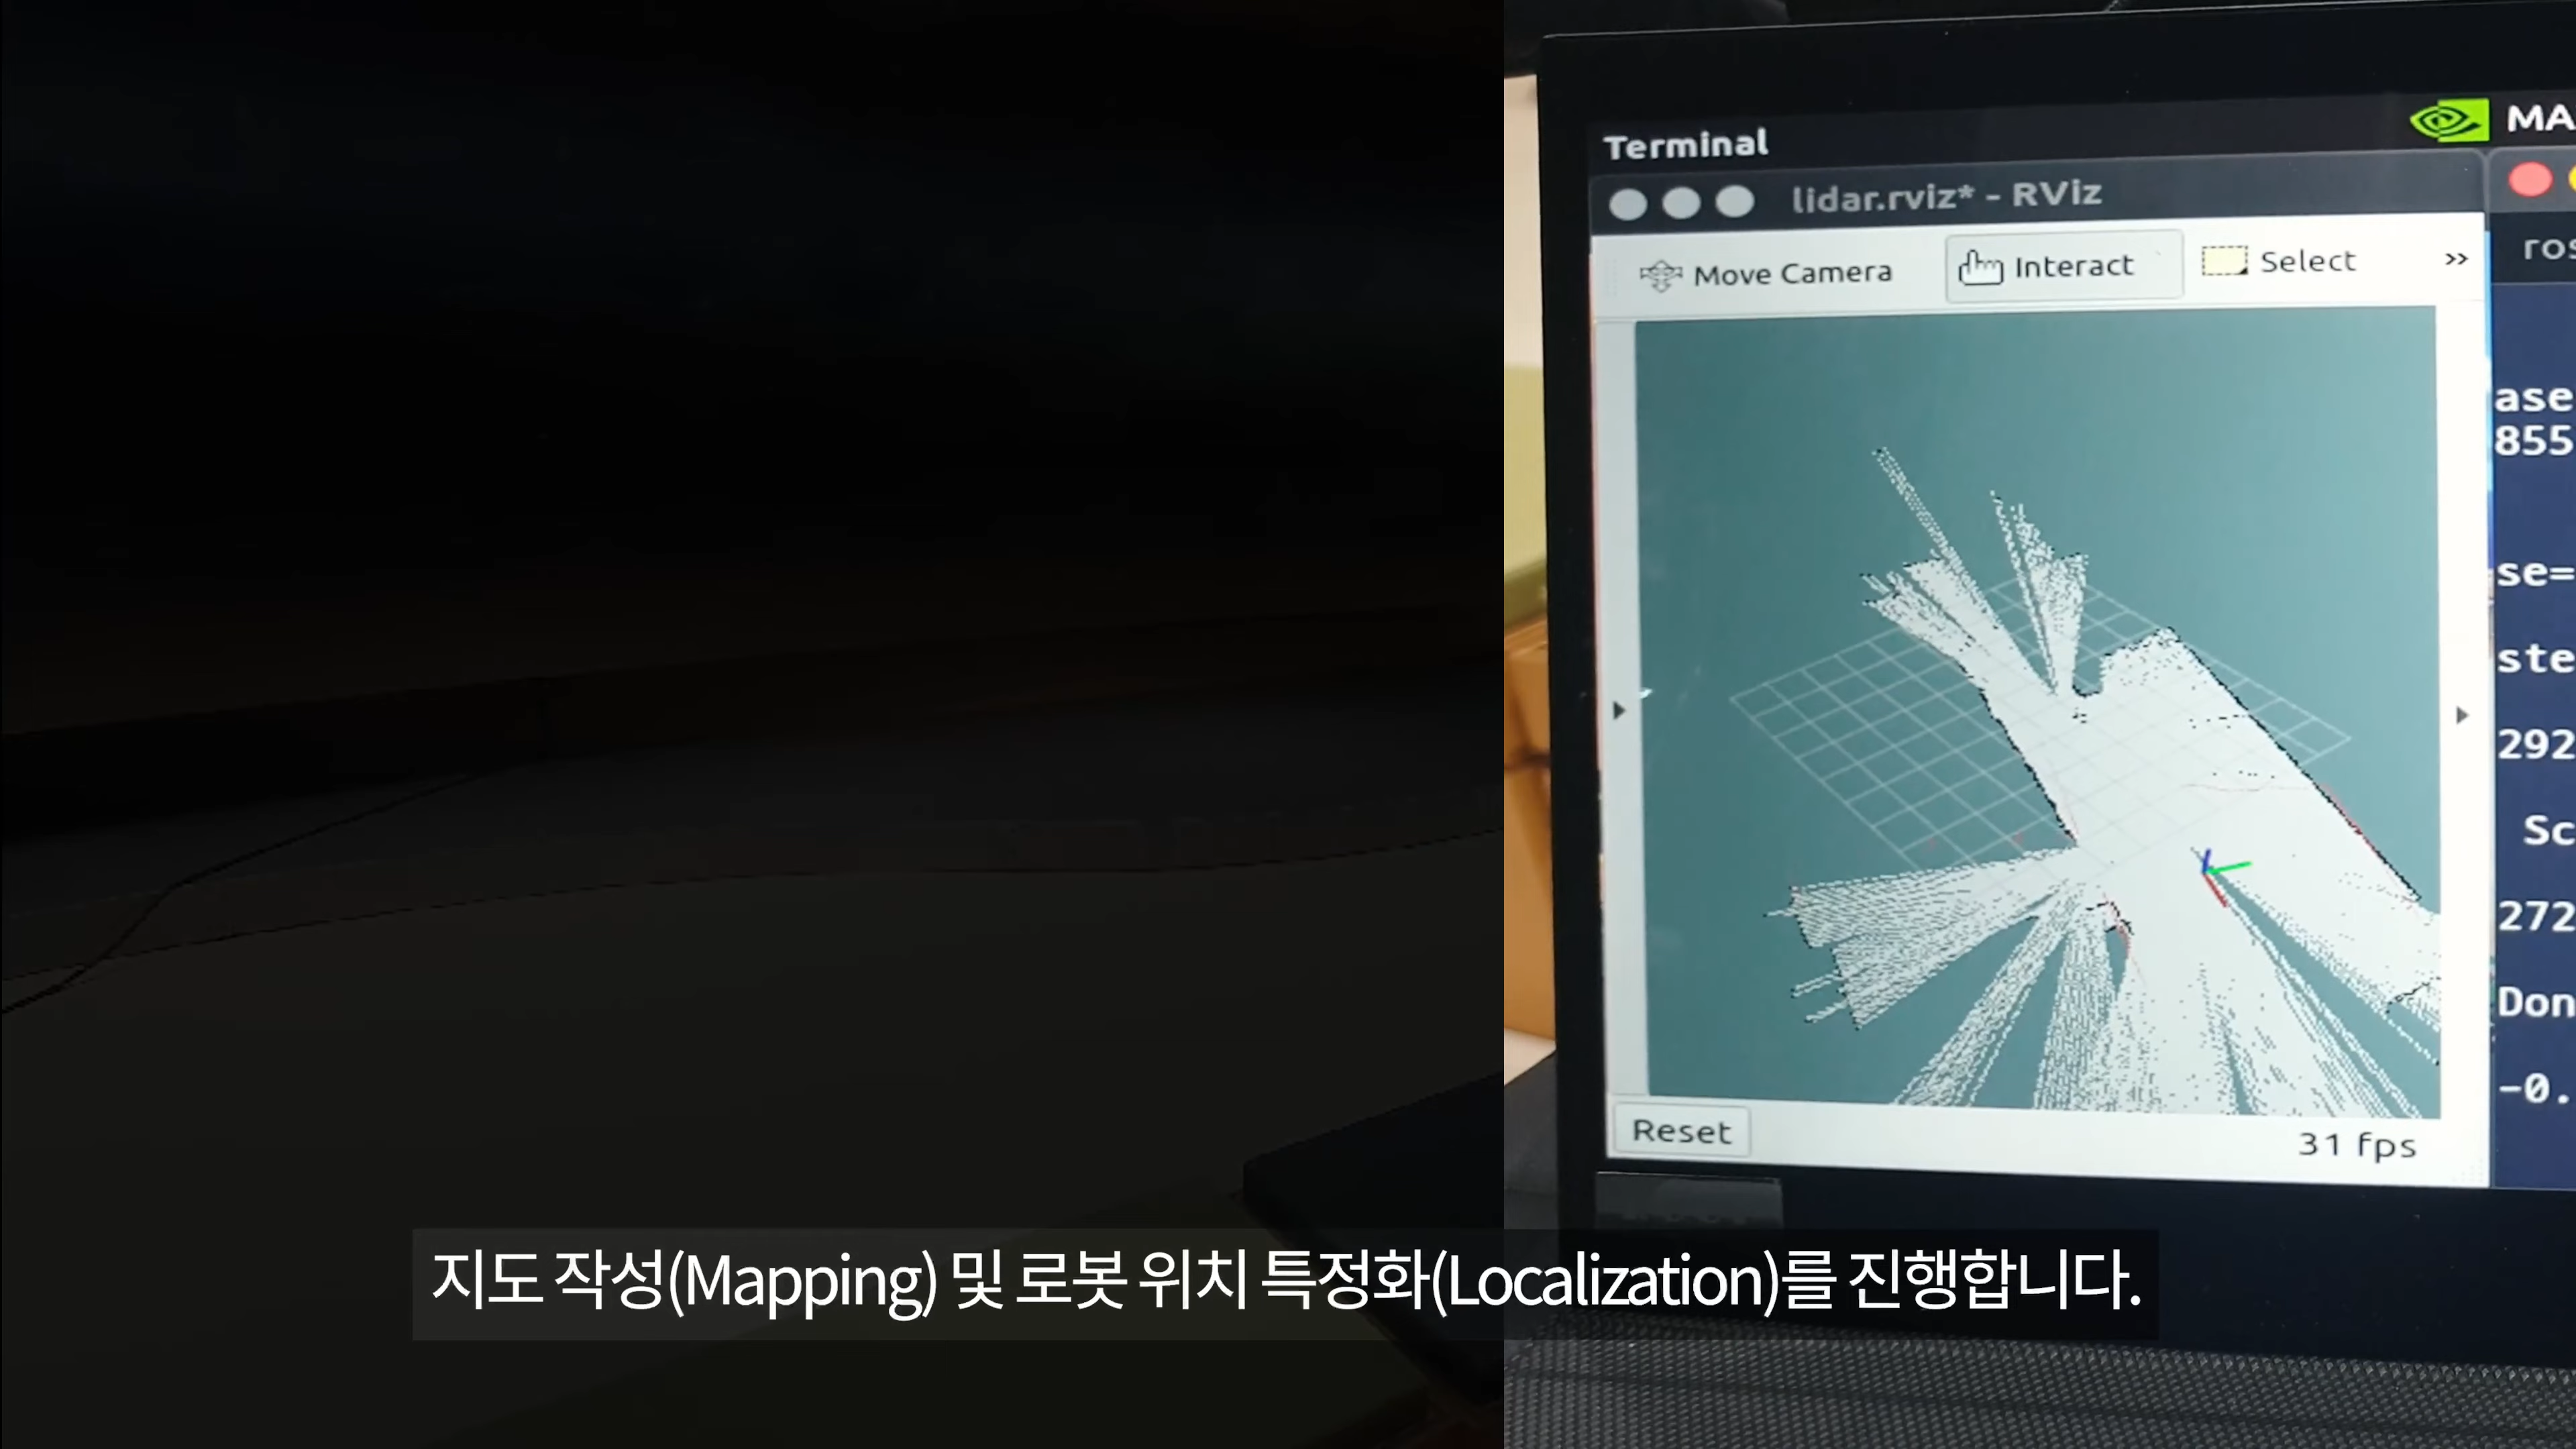 Terminal
MA
lidar.rviz* - RViz
ros
Move Camera
Interact
Select
»
ase
855
se=
ste
292
Sc
272
Don
-0.
Reset
31 fps
지도 작성(Mapping) 및 로봇 위치 특정화(Localization)를 진행합니다.